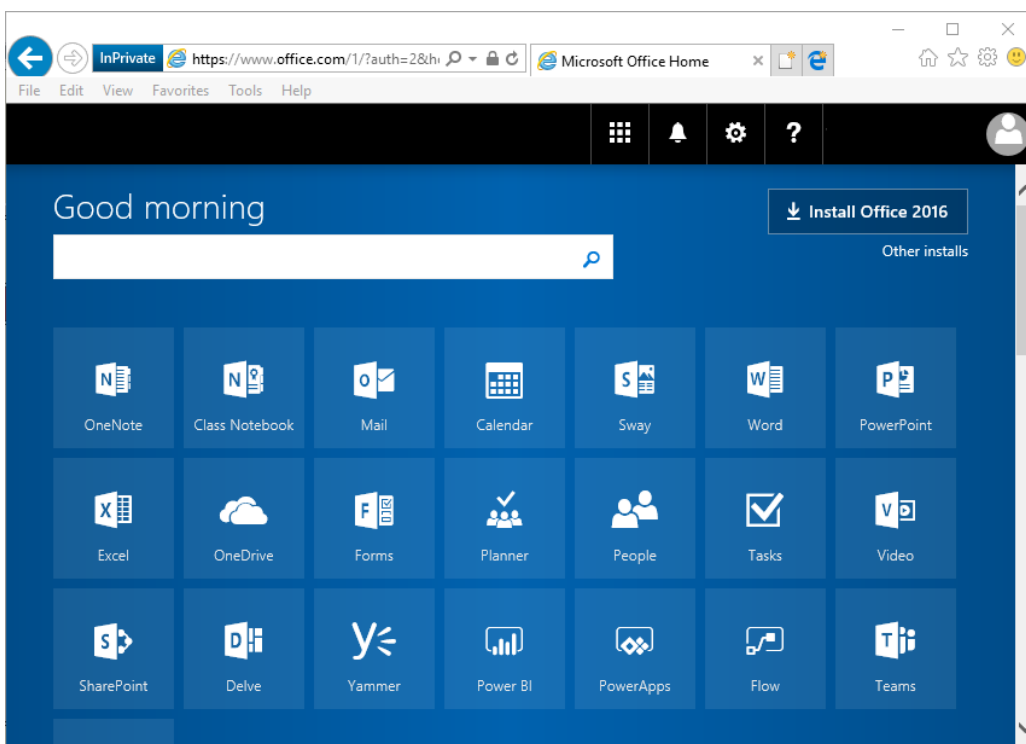 InPrivate https://www.office.com/1/?auth=2&h Microsoft Office Home
File Edit View Favorites Tools Help
?
Good morning
Install Office 2016
Other installs
N N O S W P
OneNote Class Notebook Mail Calendar Sway Word PowerPoint
X F V
Excel OneDrive Forms Planner People Tasks Video
S D T
SharePoint Delve Yammer Power BI PowerApps Flow Teams